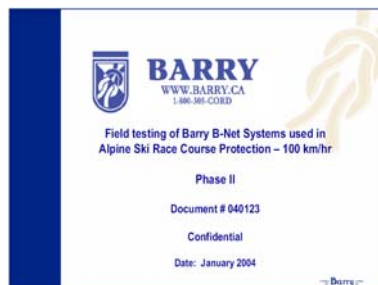 BARRY
WWW.BARRY.CA
1-800-305-CORD
Field testing of Barry B-Net Systems used in
Alpine Ski Race Course Protection – 100 km/hr
Phase II
Document # 040123
Confidential
Date: January 2004
Barry